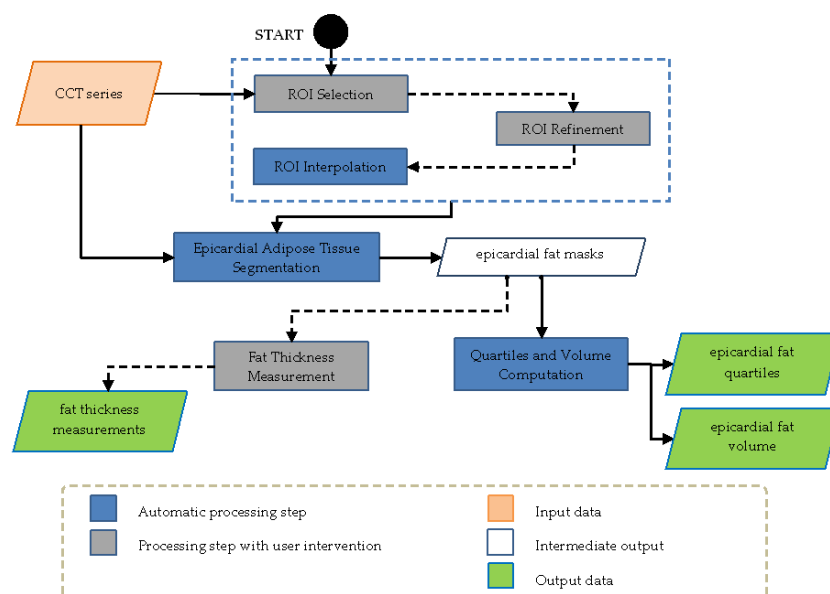 START
CCT series
ROI Selection
ROI Refinement
ROI Interpolation
Epicardial Adipose Tissue
Segmentation
epicardial fat masks
Fat Thickness
Measurement
Quartiles and Volume
Computation
epicardial fat
quartiles
fat thickness
measurements
epicardial fat
volume
Automatic processing step
Processing step with user intervention
Input data
Intermediate output
Output data